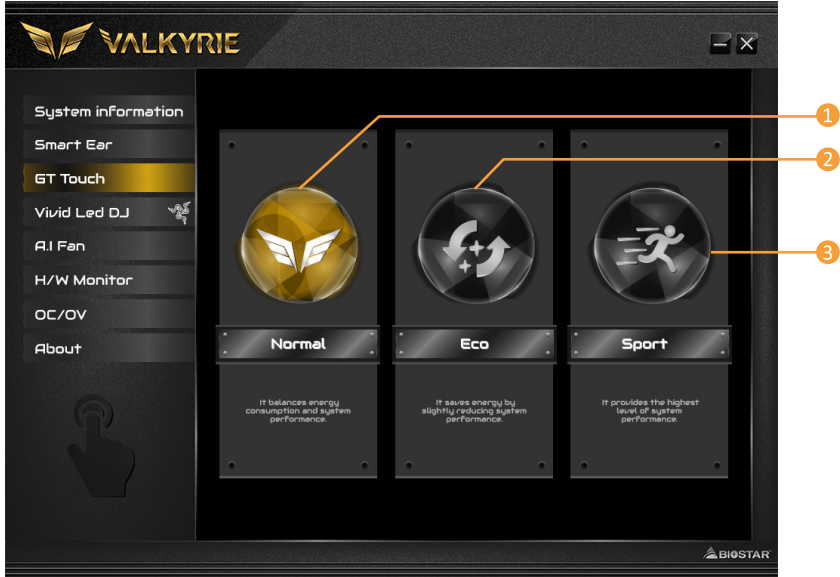 VALKYRIE
System information
Smart Ear
GT Touch
Vivid Led DJ
A.I Fan
H/W Monitor
OC/OV
About
1
2
3
Normal
It balances energy
consumption and system
performance.
Eco
It saves energy by
slightly reducing system
performance.
Sport
It provides the highest
level of system
performance.
BIOSTAR